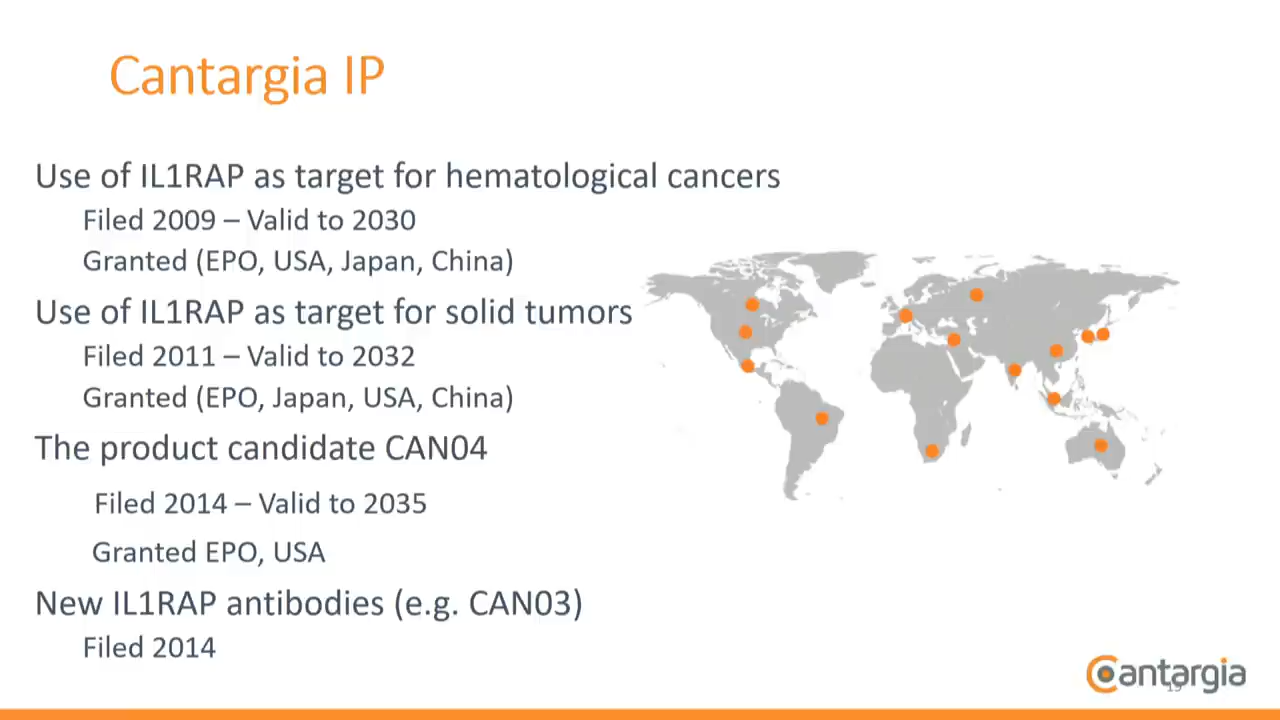 Cantargia IP
Use of IL1RAP as target for hematological cancers
Filed 2009 – Valid to 2030
Granted (EPO, USA, Japan, China)
Use of IL1RAP as target for solid tumors
Filed 2011 – Valid to 2032
Granted (EPO, Japan, USA, China)
The product candidate CAN04
Filed 2014 – Valid to 2035
Granted EPO, USA
New IL1RAP antibodies (e.g. CAN03)
Filed 2014
Cantargia
19